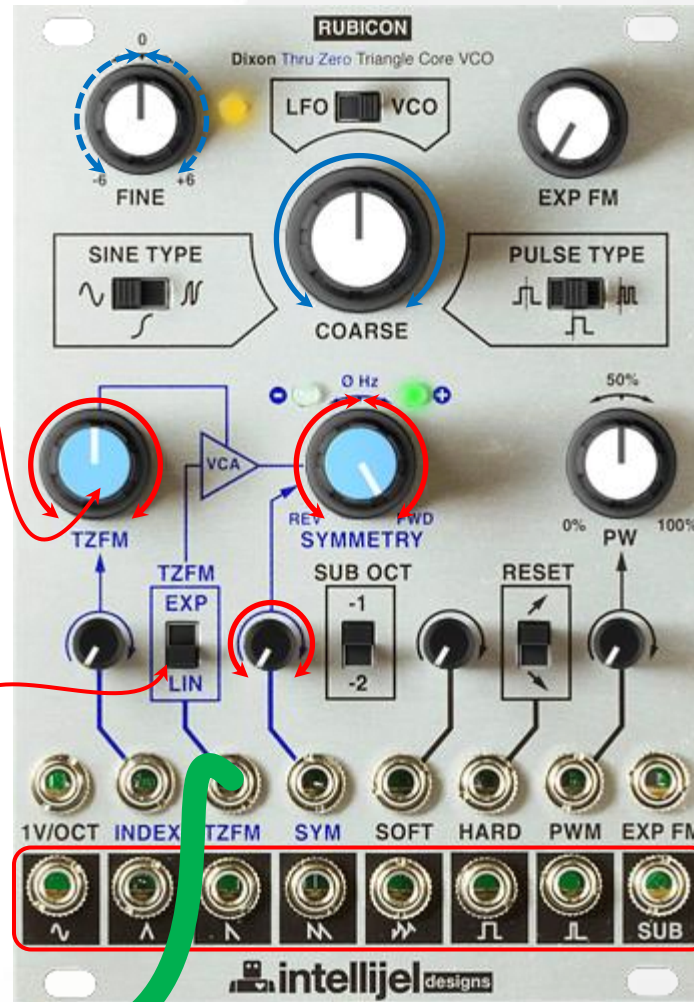 RUBICON
Dixon Thru Zero Triangle Core VCO
0
-6 +6
FINE
LFO VCO
EXP FM
SINE TYPE
PULSE TYPE
COARSE
- 0 Hz +
50%
VCA
REV FWD
0% 100%
TZFM
SYMMETRY
PW
TZFM
EXP
LIN
SUB OCT
-1
-2
RESET
1V/OCT INDEX TZFM SYM SOFT HARD PWM EXP FM
SUB
intellijel designs